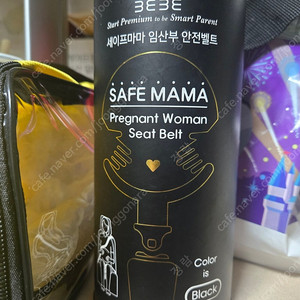 BEBE
Start Premium to be Smart Parent
세이프마마 임산부 안전벨트
SAFE MAMA
Pregnant Woman
Seat Belt
Color
is
Black